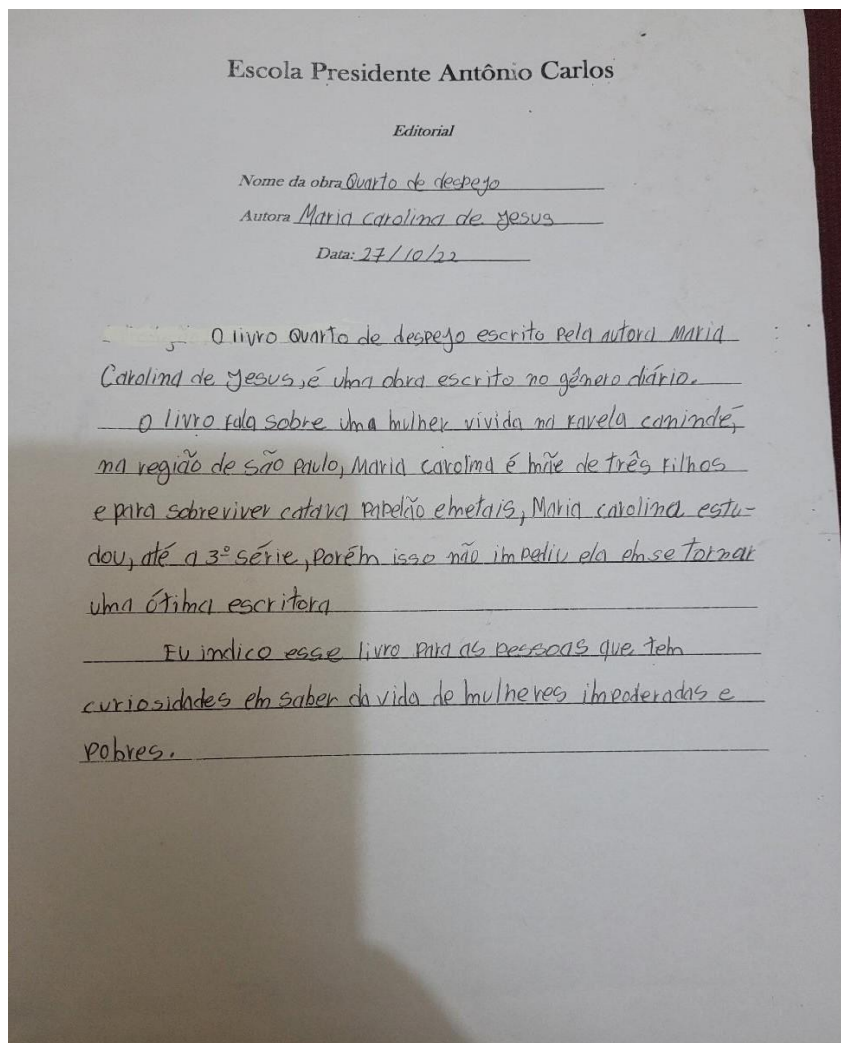 Escola Presidente Antônio Carlos
Editorial
Nome da obra Quarto de despejo
Autora Maria carolina de jesus
Data: 27/10/22
O livro Quarto de despejo escrito pela autora Maria
Carolina de Jesus, é uma obra escrito no gênero diário.
O livro fala sobre uma mulher vivida na favela canindé,
na região de são paulo, Maria carolina é mãe de três filhos
e para sobreviver catava papelão emetais, Maria carolina estu-
dou, até a 3º série, porém isso não impediu ela em se tornar
uma ótima escritora
Eu indico esse livro para as pessoas que tem
curiosidades em saber da vida de mulheres impoderadas e
pobres.